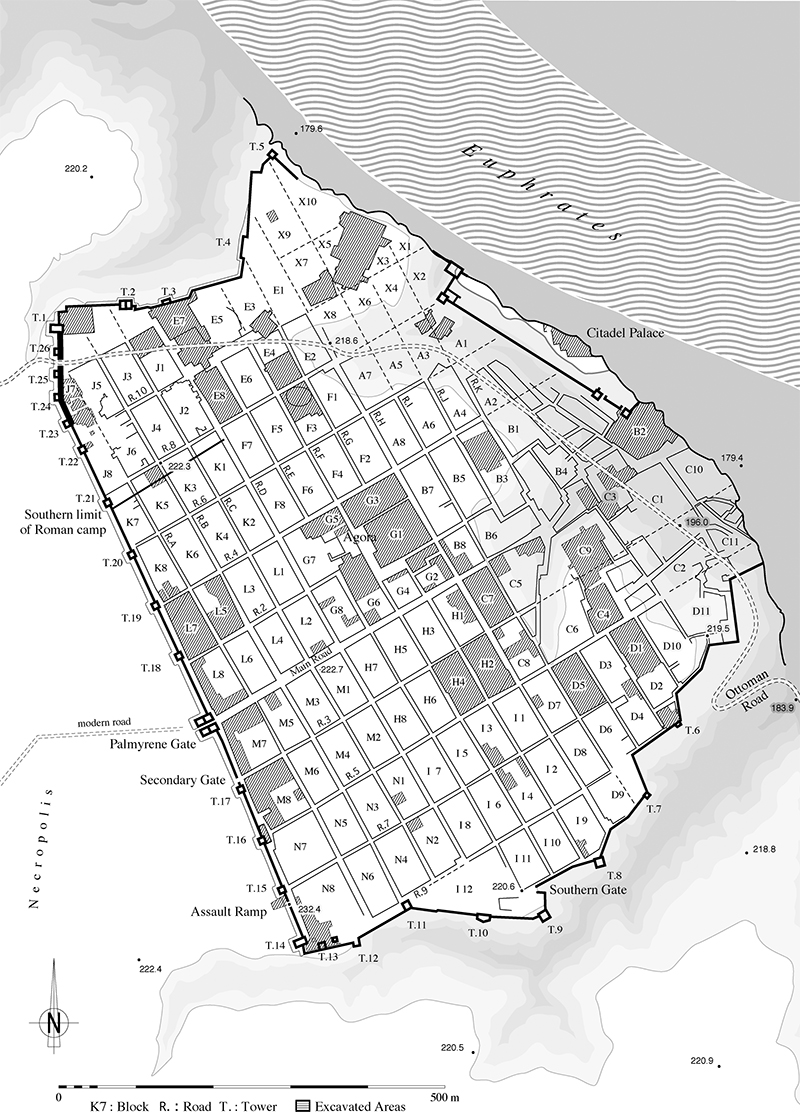 179.6
T.5
220.2
Euphrates
X10
X9
X5
X1
T.4
X7
X3
X2
E1
X6
T.2
T.3
E3
X8
T.1
E7
E5
218.6
Citadel Palace
T.26
E4
E2
A3
A1
J3
J1
A7
A5
T.25
J7
J5
R.10
E6
E8
F1
R.I
R.J
R.K
A2
T.24
J2
A4
R.H
T.23
J4
R.8
F7
F5
F3
R.G
A8
A6
B1
B2
T.22
J6
R.F
F2
179.4
J8
222.3
K1
R.E
F4
B5
B3
B4
C10
T.21
K3
R.6
R.D
F6
B7
C3
C1
Southern limit
of Roman camp
K5
R.C
F8
G3
K7
R.B
K4
K2
G5
Agora
G1
B6
196.0
R.A
K6
R.4
B8
C9
C11
T.20
K8
L1
G7
C5
C2
L3
G2
G4
T.19
L5
R.2
G8
G6
H1
C7
D11
L7
L2
C4
C6
219.5
L4
H3
D1
D10
T.18
L6
Main Road
H5
H2
C8
D3
L8
222.7
H7
H4
D5
D2
Ottoman
Road
M1
H6
D7
D4
183.9
modern road
M3
R.3
I1
Palmyrene Gate
M5
M2
H8
I 3
D6
T.6
M7
M4
I 5
D8
Secondary Gate
M6
R.5
N1
I 7
I 2
T.17
M8
N3
I 6
I 4
D9
T.7
Necropolis
N5
R.7
I 8
I 9
T.16
N7
N2
I 10
218.8
N4
I 11
T.8
T.15
N8
N6
R.9
I 12
220.6
Southern Gate
Assault Ramp
232.4
T.11
T.10
T.9
T.14
T.13
T.12
222.4
N
220.5
220.9
0
500 m
K7 : Block R. : Road T. : Tower Excavated Areas